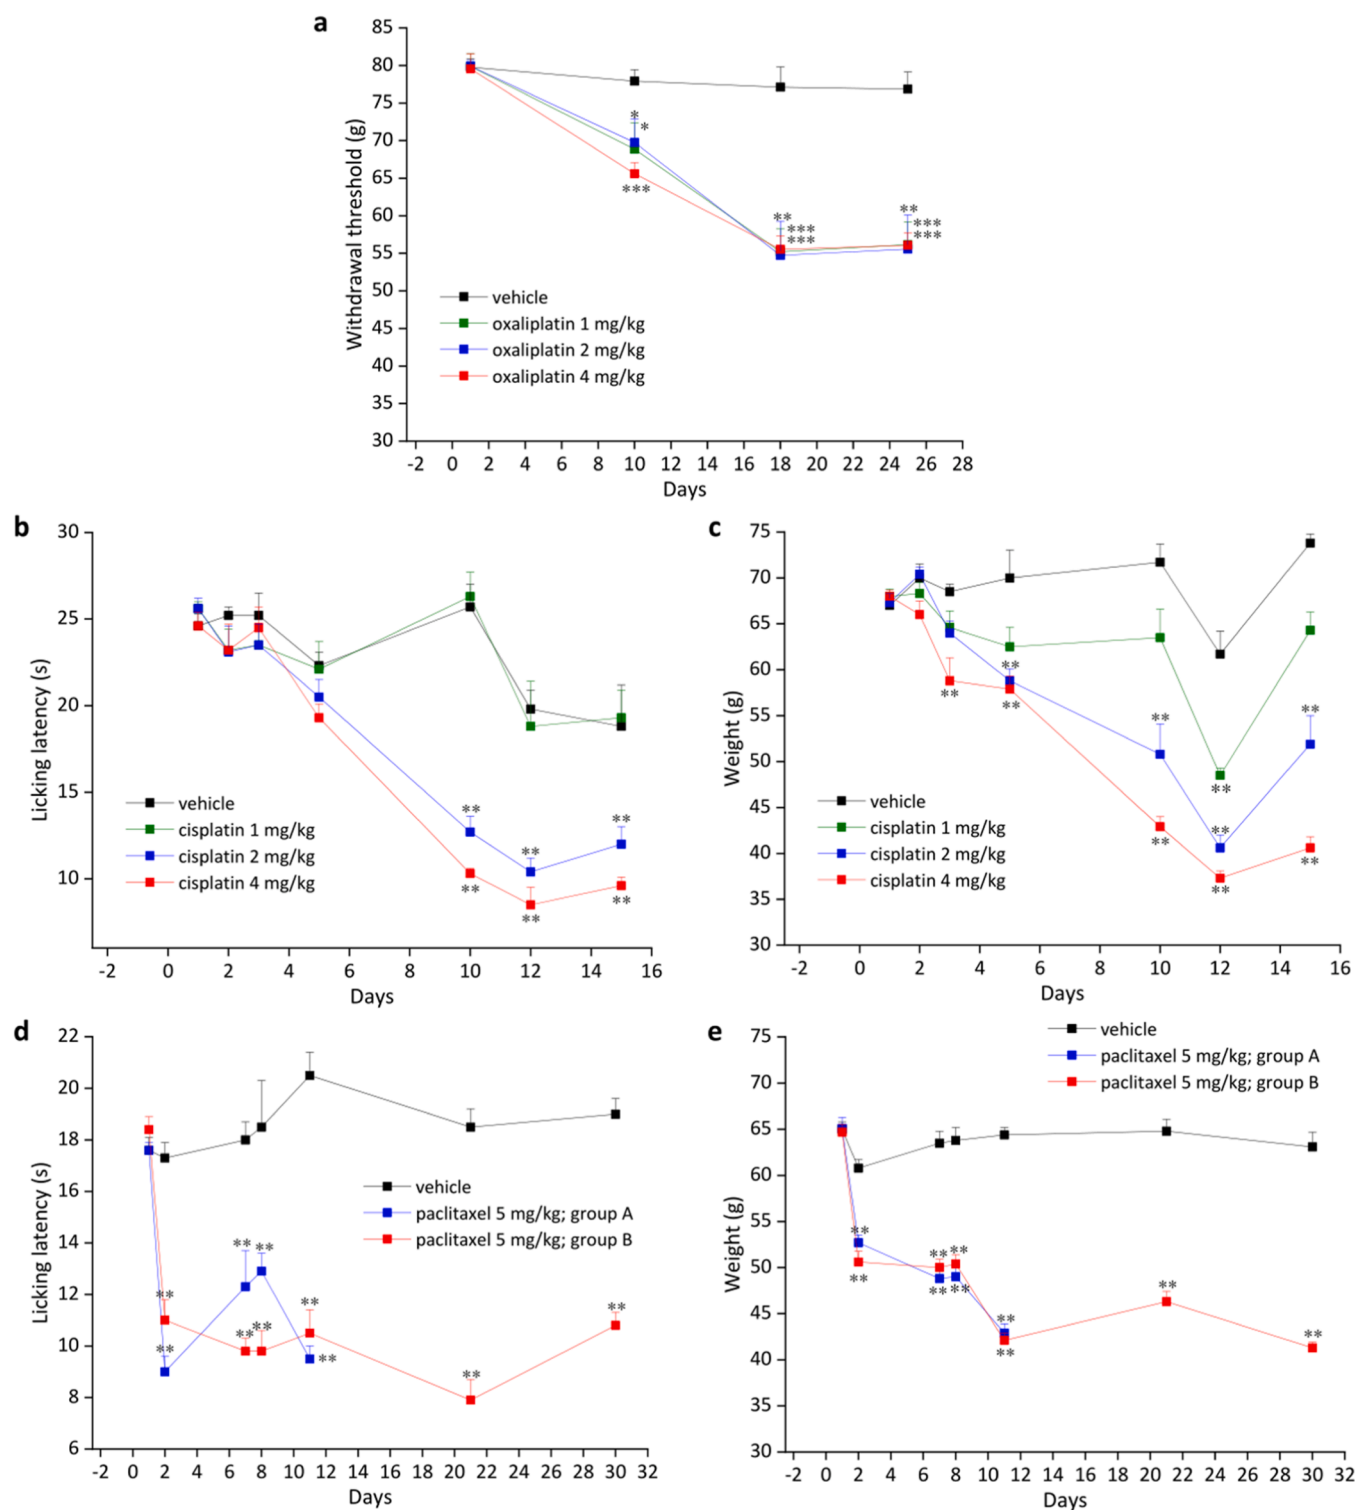 a
85
80
75
70
65
60
55
50
45
40
35
30
Withdrawal threshold (g)
*
*
***
**
***
***
**
***
***
vehicle
oxaliplatin 1 mg/kg
oxaliplatin 2 mg/kg
oxaliplatin 4 mg/kg
-2 0 2 4 6 8 10 12 14 16 18 20 22 24 26 28
Days
b
30
25
20
15
10
Licking latency (s)
vehicle
cisplatin 1 mg/kg
cisplatin 2 mg/kg
cisplatin 4 mg/kg
**
**
**
**
**
**
-2 0 2 4 6 8 10 12 14 16
Days
c
75
70
65
60
55
50
45
40
35
30
Weight (g)
**
**
**
**
**
**
**
**
**
**
vehicle
cisplatin 1 mg/kg
cisplatin 2 mg/kg
cisplatin 4 mg/kg
-2 0 2 4 6 8 10 12 14 16
Days
d
22
20
18
16
14
12
10
8
6
Licking latency (s)
vehicle
paclitaxel 5 mg/kg; group A
paclitaxel 5 mg/kg; group B
**
**
**
**
**
**
**
**
**
**
-2 0 2 4 6 8 10 12 14 16 18 20 22 24 26 28 30 32
Days
e
vehicle
paclitaxel 5 mg/kg; group A
paclitaxel 5 mg/kg; group B
75
70
65
60
55
50
45
40
35
30
Weight (g)
**
**
**
**
**
**
**
**
**
**
-2 0 2 4 6 8 10 12 14 16 18 20 22 24 26 28 30 32
Days